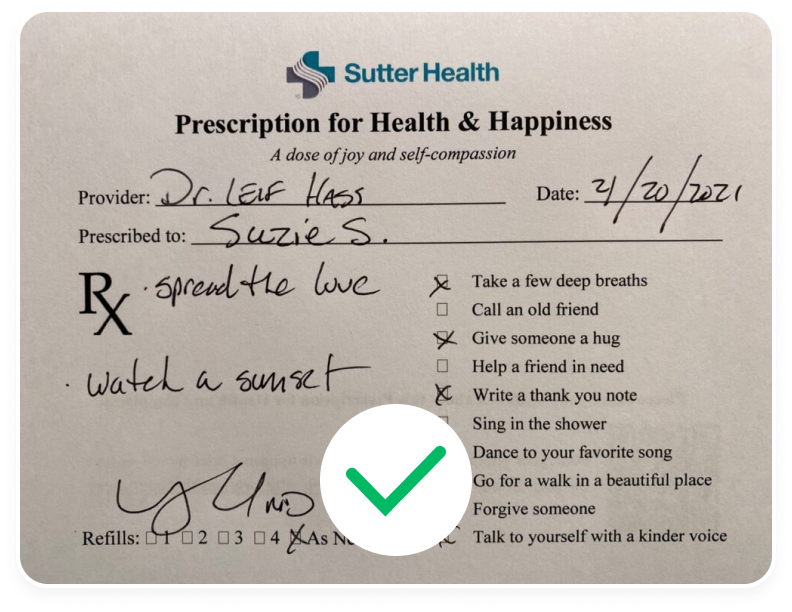 Sutter Health
Prescription for Health & Happiness
A dose of joy and self-compassion
Provider: Dr. LEIF HASS Date: 21/20/2021
Prescribed to: Suzie S.
Rx · spread the love
· watch a sunset
Take a few deep breaths
Call an old friend
Give someone a hug
Help a friend in need
Write a thank you note
Sing in the shower
Dance to your favorite song
Go for a walk in a beautiful place
Forgive someone
Talk to yourself with a kinder voice
Refills: 1 2 3 4 As